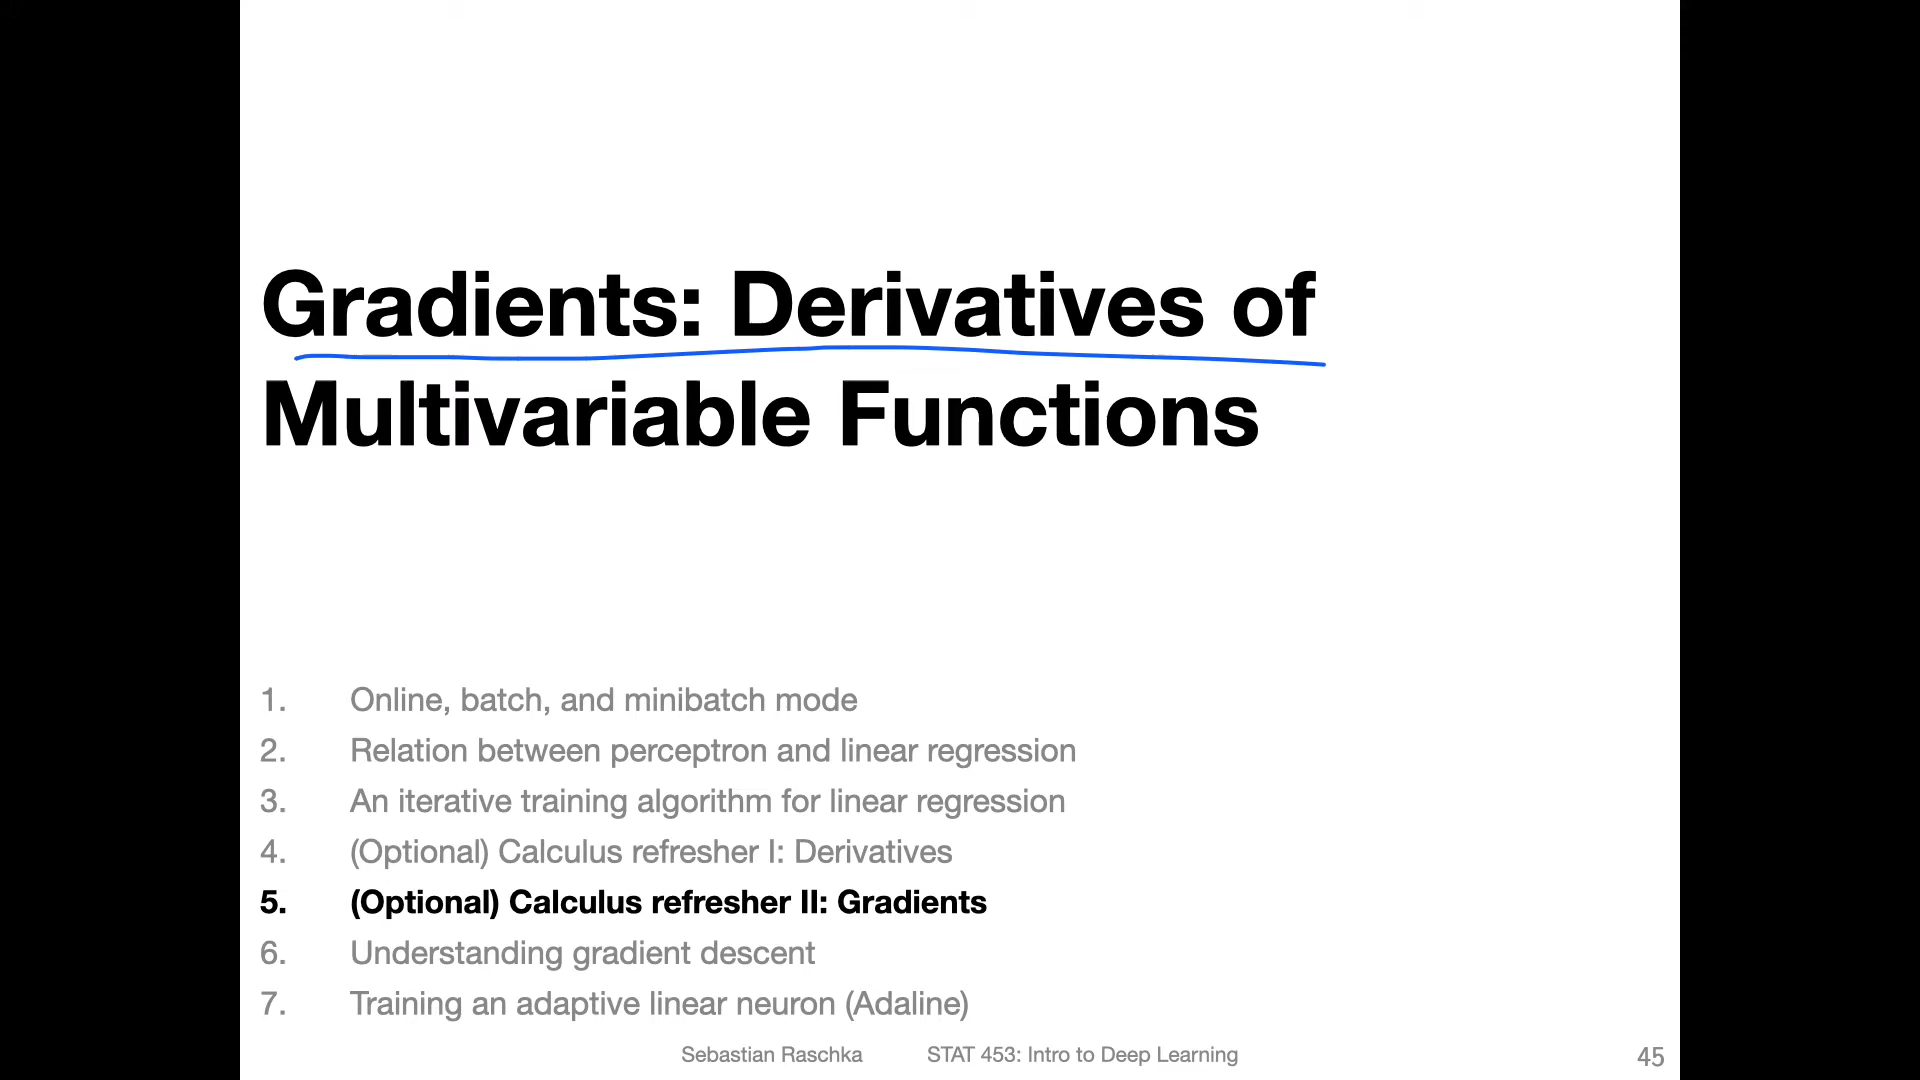 Gradients: Derivatives of
Multivariable Functions
1. Online, batch, and minibatch mode
2. Relation between perceptron and linear regression
3. An iterative training algorithm for linear regression
4. (Optional) Calculus refresher I: Derivatives
5. (Optional) Calculus refresher II: Gradients
6. Understanding gradient descent
7. Training an adaptive linear neuron (Adaline)
Sebastian Raschka STAT 453: Intro to Deep Learning 45